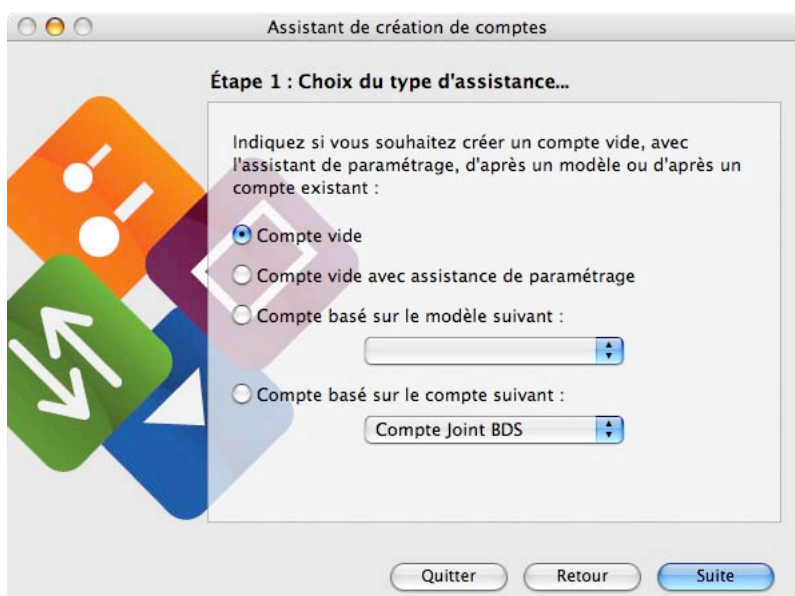 Assistant de création de comptes
Étape 1 : Choix du type d'assistance...
Indiquez si vous souhaitez créer un compte vide, avec
l'assistant de paramétrage, d'après un modèle ou d'après un
compte existant :
Compte vide
Compte vide avec assistance de paramétrage
Compte basé sur le modèle suivant :
Compte basé sur le compte suivant :
Compte Joint BDS
Quitter Retour Suite